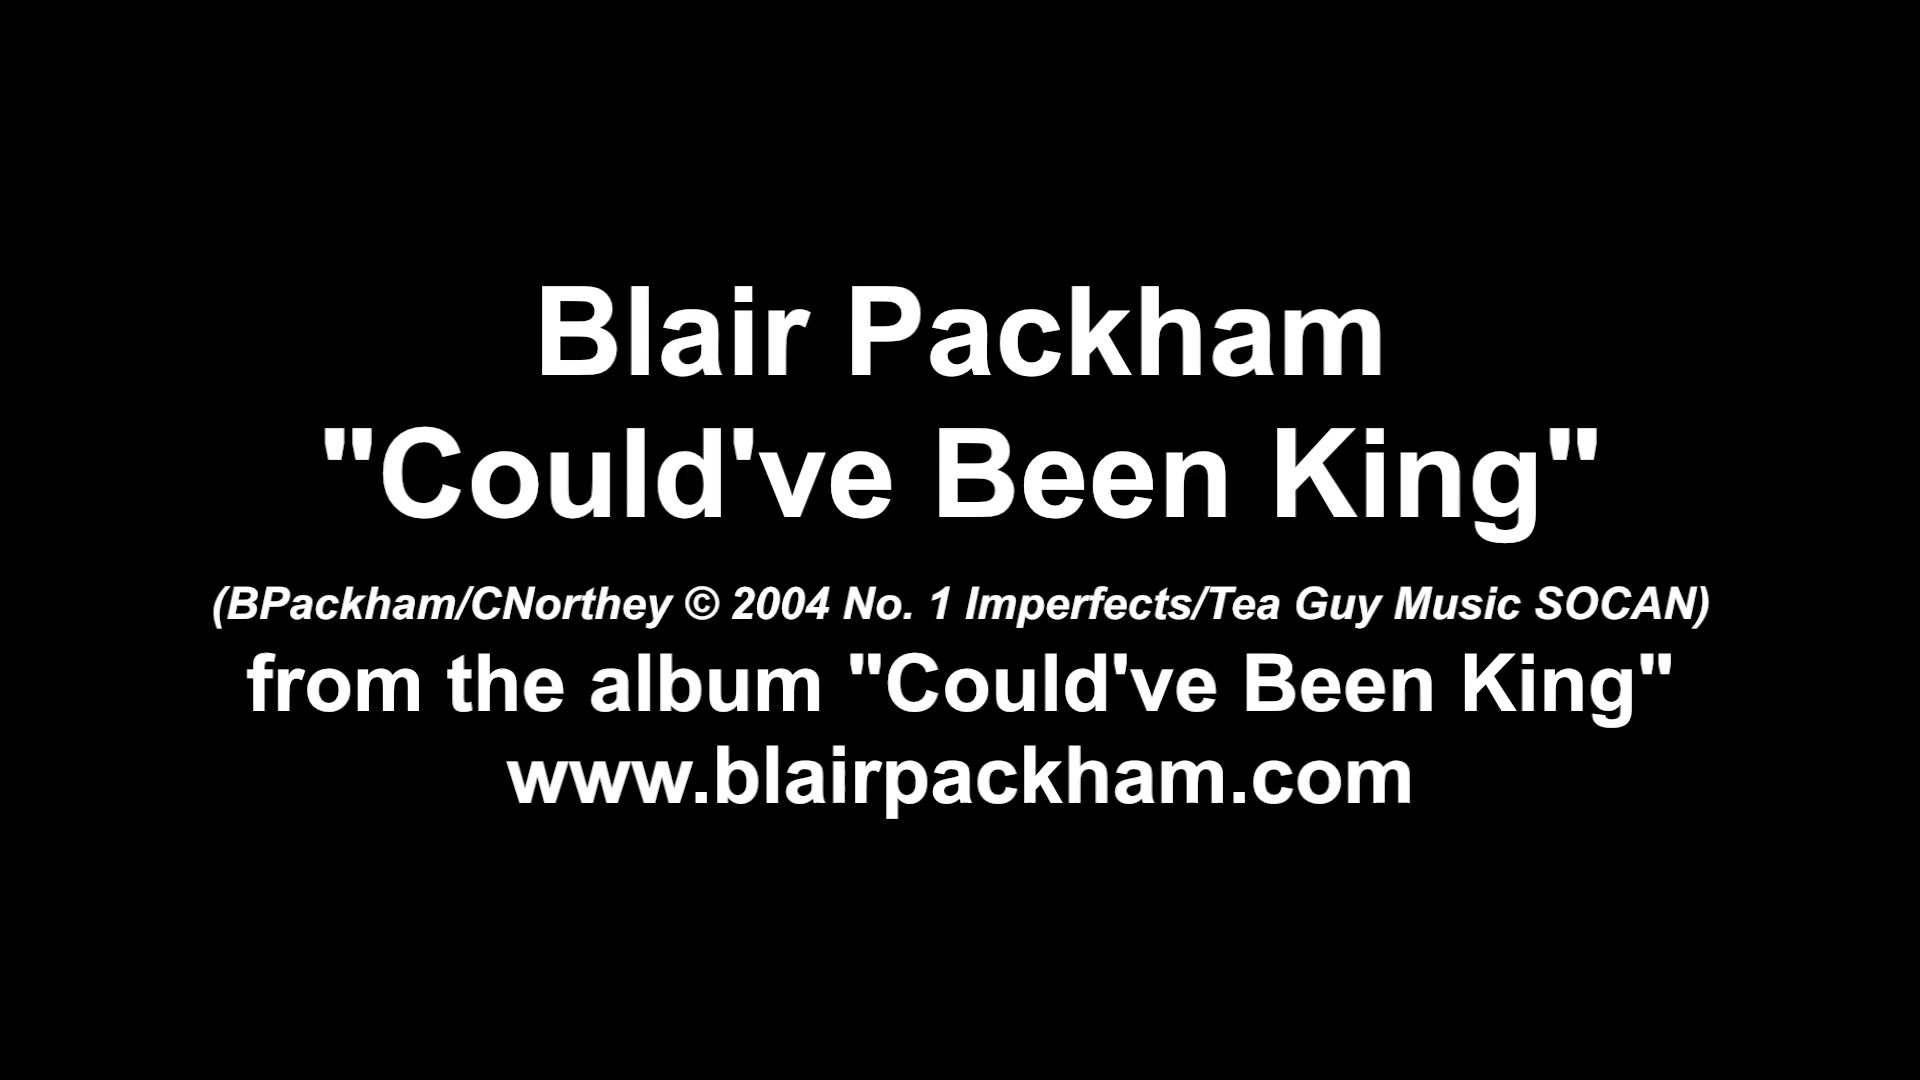 Blair Packham
"Could've Been King"
(BPackham/CNorthey © 2004 No. 1 Imperfects/Tea Guy Music SOCAN)
from the album "Could've Been King"
www.blairpackham.com